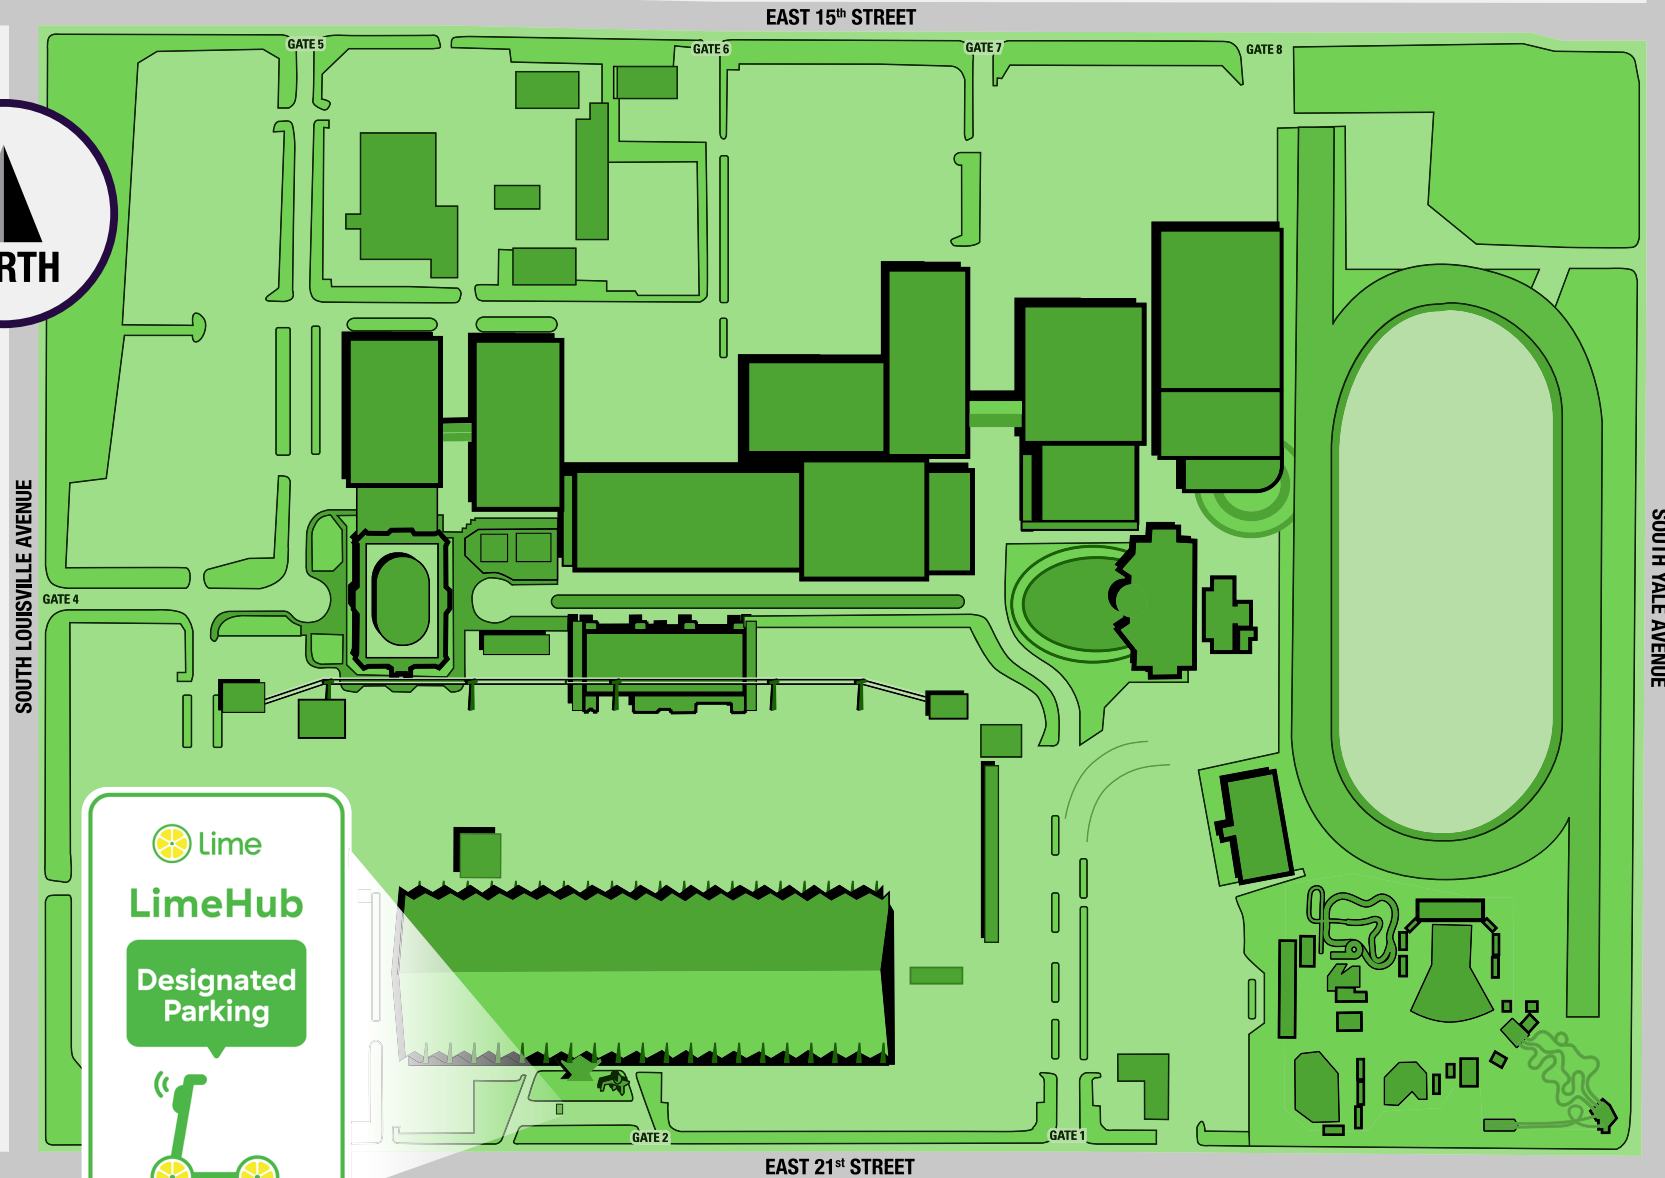 EAST 15th STREET
GATE 5
GATE 6
GATE 7
GATE 8
RTH
SOUTH LOUISVILLE AVENUE
SOUTH YALE AVENUE
GATE 4
Lime
LimeHub
Designated
Parking
GATE 2
GATE 1
EAST 21st STREET